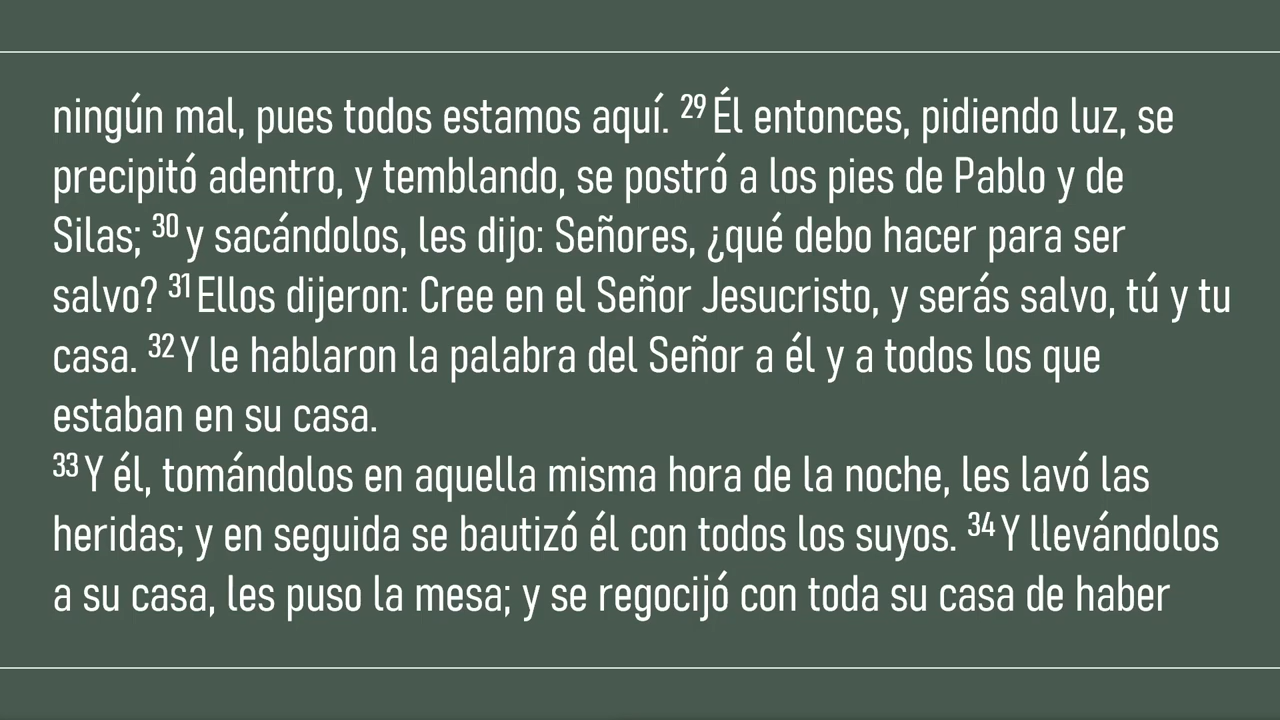 ningún mal, pues todos estamos aquí. 29 Él entonces, pidiendo luz, se
precipitó adentro, y temblando, se postró a los pies de Pablo y de
Silas; 30 y sacándolos, les dijo: Señores, ¿qué debo hacer para ser
salvo? 31 Ellos dijeron: Cree en el Señor Jesucristo, y serás salvo, tú y tu
casa. 32 Y le hablaron la palabra del Señor a él y a todos los que
estaban en su casa.
33 Y él, tomándolos en aquella misma hora de la noche, les lavó las
heridas; y en seguida se bautizó él con todos los suyos. 34 Y llevándolos
a su casa, les puso la mesa; y se regocijó con toda su casa de haber